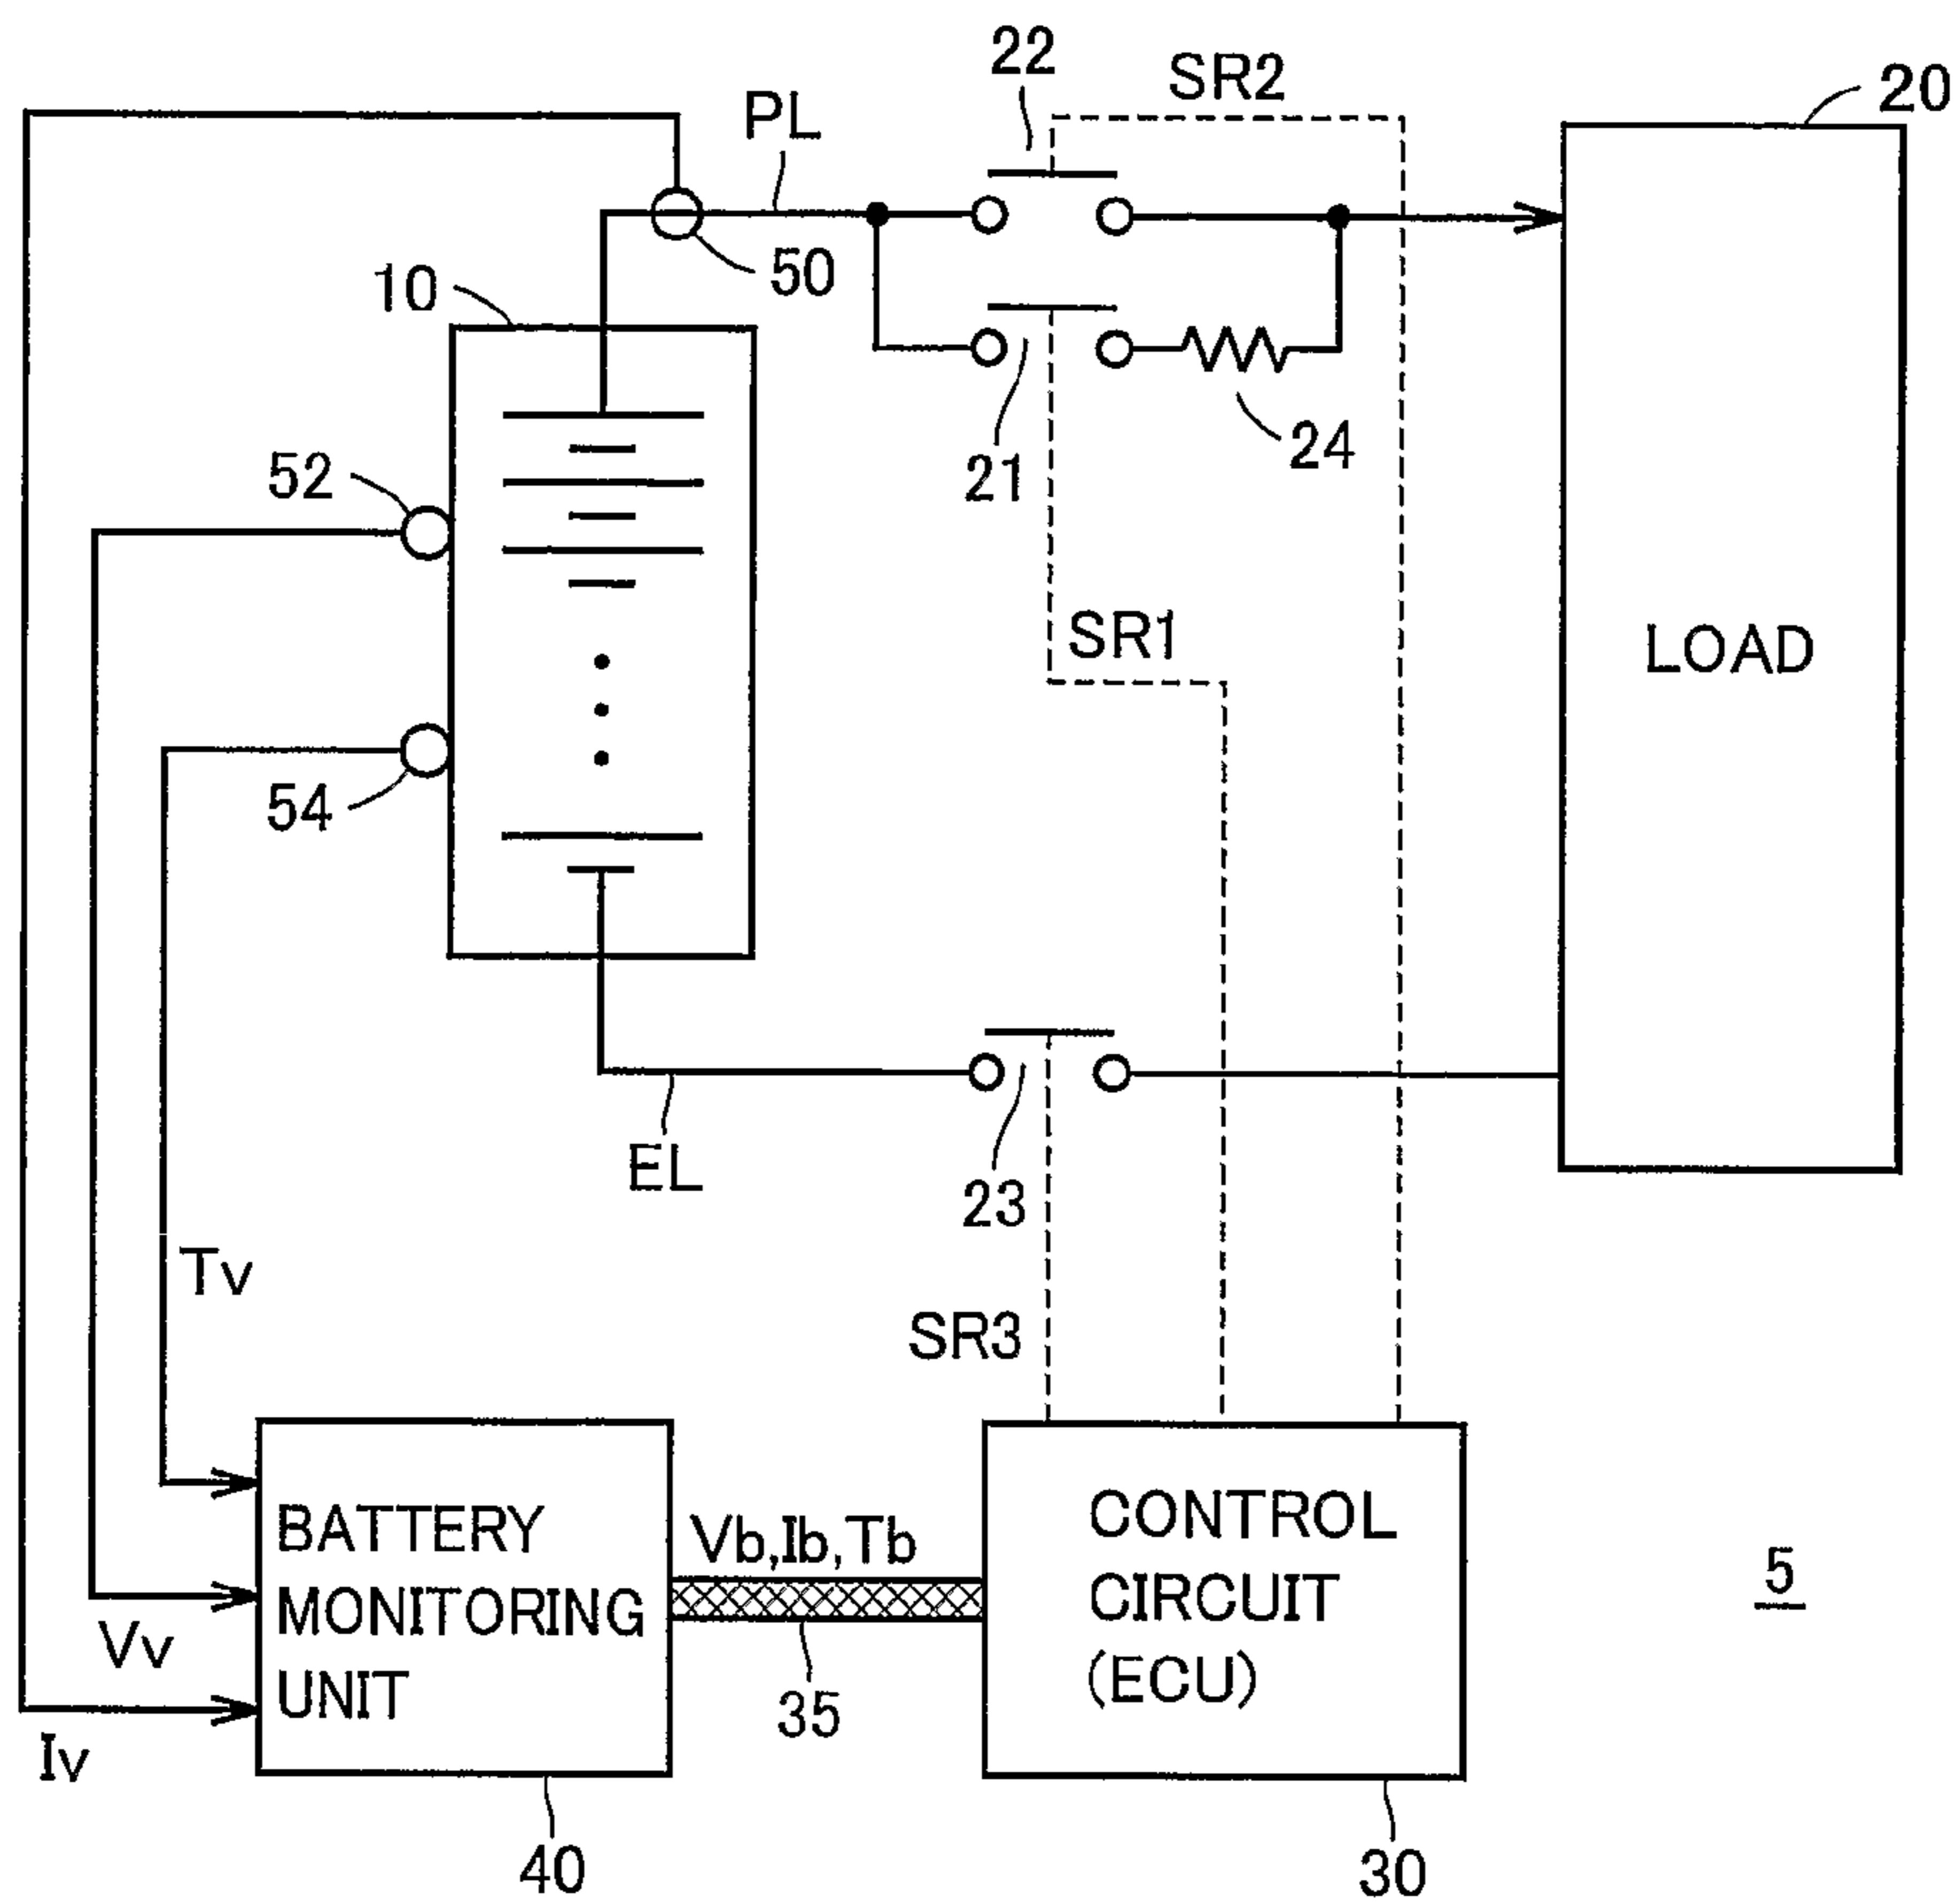 22
SR2
20
PL
50
10
21
24
52
SR1
LOAD
54
EL
23
Tv
SR3
BATTERY
MONITORING
UNIT
Vb,Ib,Tb
35
CONTROL
CIRCUIT
(ECU)
5
Vv
Iv
40
30